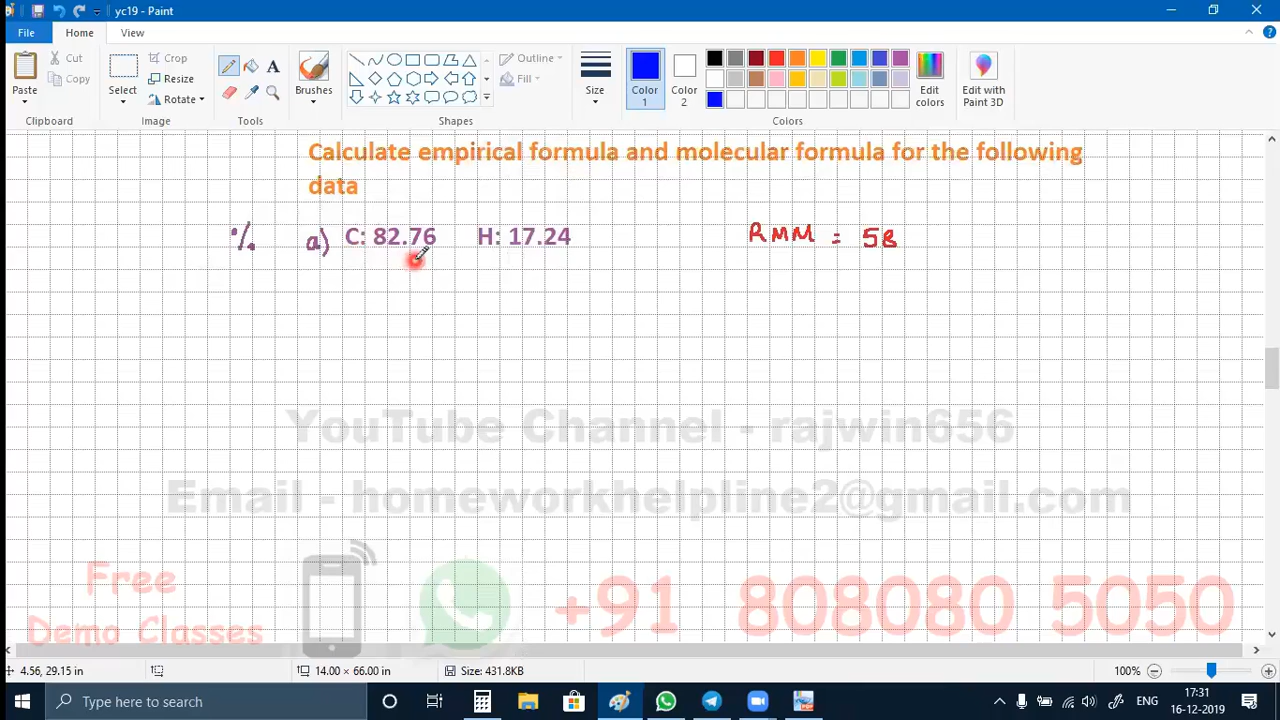 yc19 - Paint
File Home View
Paste
Cut
Copy
Clipboard
Select
Crop
Resize
Rotate
Image
Tools
Brushes
Outline
Fill
Shapes
Size
Color 1
Color 2
Edit colors
Edit with Paint 3D
Colors
Calculate empirical formula and molecular formula for the following
data
% a) C: 82.76 H: 17.24 RMM = 58
YouTube Channel - rajwin656
Email - homeworkhelpline2@gmail.com
Free
Demo Classes
+91 808080 5050
4.56, 29.15 in
14.00 × 66.00 in
Size: 431.8KB
100%
Type here to search
ENG
17:31
16-12-2019